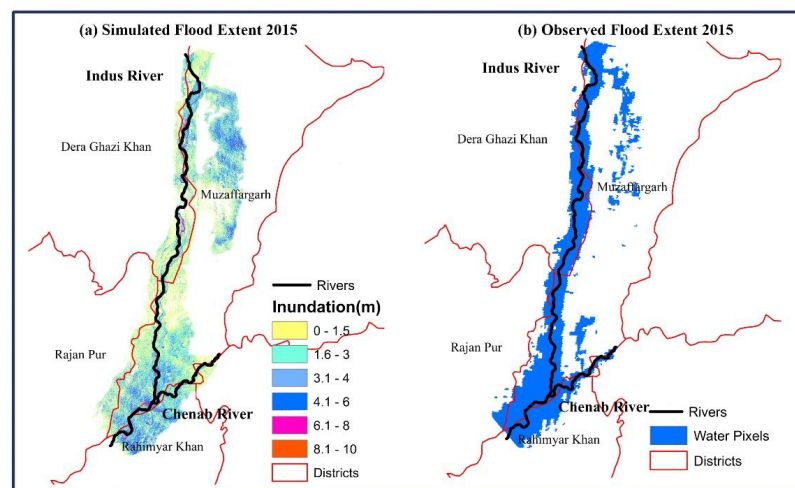 (a) Simulated Flood Extent 2015
Indus River
Dera Ghazi Khan
Muzaffargarh
Rajan Pur
Chenab River
Rahimyar Khan
Rivers
Inundation(m)
0 - 1.5
1.6 - 3
3.1 - 4
4.1 - 6
6.1 - 8
8.1 - 10
Districts
(b) Observed Flood Extent 2015
Indus River
Dera Ghazi Khan
Muzaffargarh
Rajan Pur
Chenab River
Rahimyar Khan
Rivers
Water Pixels
Districts